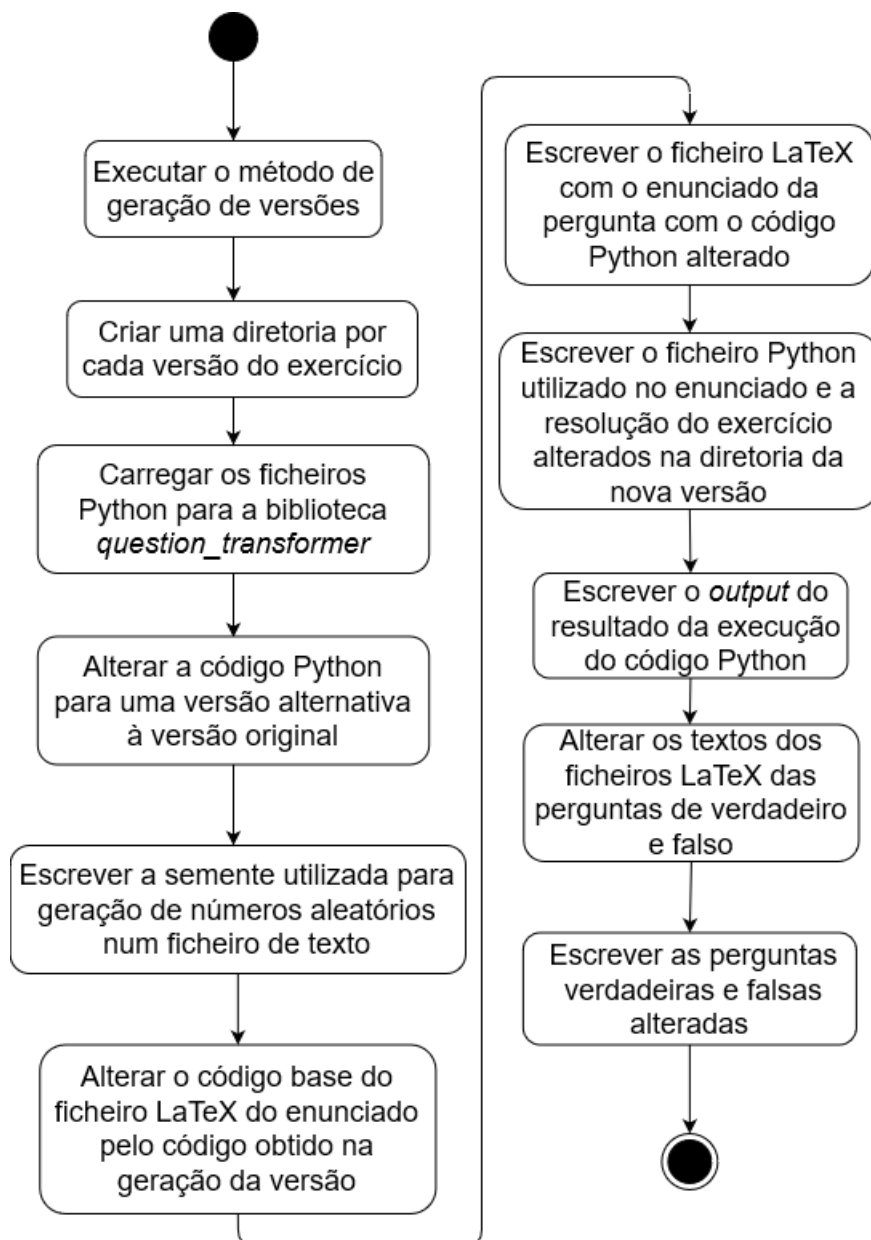 Executar o método de
geração de versões
Criar uma diretoria por
cada versão do exercício
Carregar os ficheiros
Python para a biblioteca
question_transformer
Alterar a código Python
para uma versão alternativa
à versão original
Escrever a semente utilizada para
geração de números aleatórios
num ficheiro de texto
Alterar o código base do
ficheiro LaTeX do enunciado
pelo código obtido na
geração da versão
Escrever o ficheiro LaTeX
com o enunciado da
pergunta com o código
Python alterado
Escrever o ficheiro Python
utilizado no enunciado e a
resolução do exercício
alterados na diretoria da
nova versão
Escrever o output do
resultado da execução
do código Python
Alterar os textos dos
ficheiros LaTeX das
perguntas de verdadeiro
e falso
Escrever as perguntas
verdadeiras e falsas
alteradas